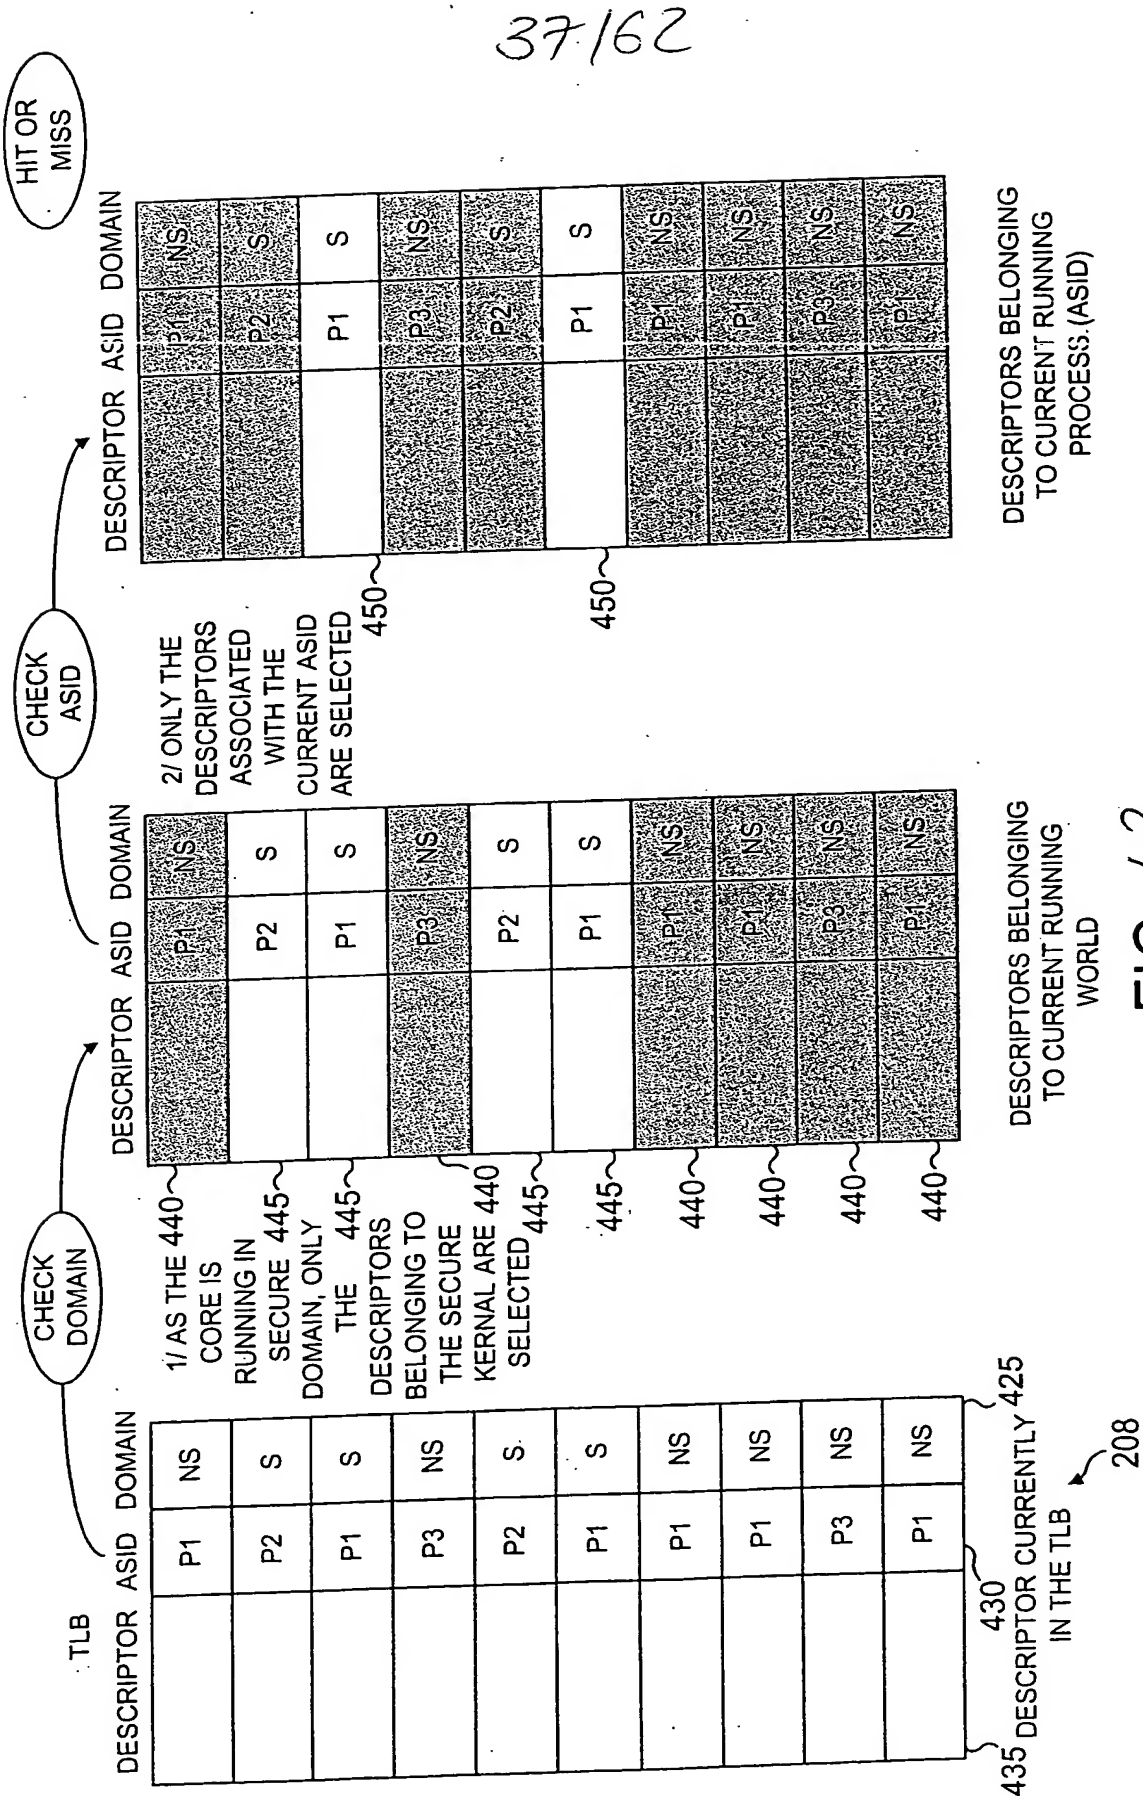 37/62
CHECK
DOMAIN
CHECK
ASID
HIT OR
MISS
TLB
DESCRIPTOR ASID DOMAIN
P1 NS
P2 S
P1 S
P3 NS
P2 S
P1 S
P1 NS
P1 NS
P3 NS
P1 NS
435
430
425
DESCRIPTOR CURRENTLY
IN THE TLB
208
1/ AS THE
CORE IS
RUNNING IN
SECURE
DOMAIN, ONLY
THE
DESCRIPTORS
BELONGING TO
THE SECURE
KERNAL ARE
SELECTED
440
445
445
440
445
445
440
440
440
440
DESCRIPTOR ASID DOMAIN
P1 NS
P2 S
P1 S
P3 NS
P2 S
P1 S
P1 NS
P1 NS
P3 NS
P1 NS
DESCRIPTORS BELONGING
TO CURRENT RUNNING
WORLD
2/ ONLY THE
DESCRIPTORS
ASSOCIATED
WITH THE
CURRENT ASID
ARE SELECTED
450
450
DESCRIPTOR ASID DOMAIN
P1 NS
P2 S
P1 S
P3 NS
P2 S
P1 S
P1 NS
P1 NS
P3 NS
P1 NS
DESCRIPTORS BELONGING
TO CURRENT RUNNING
PROCESS.(ASID)